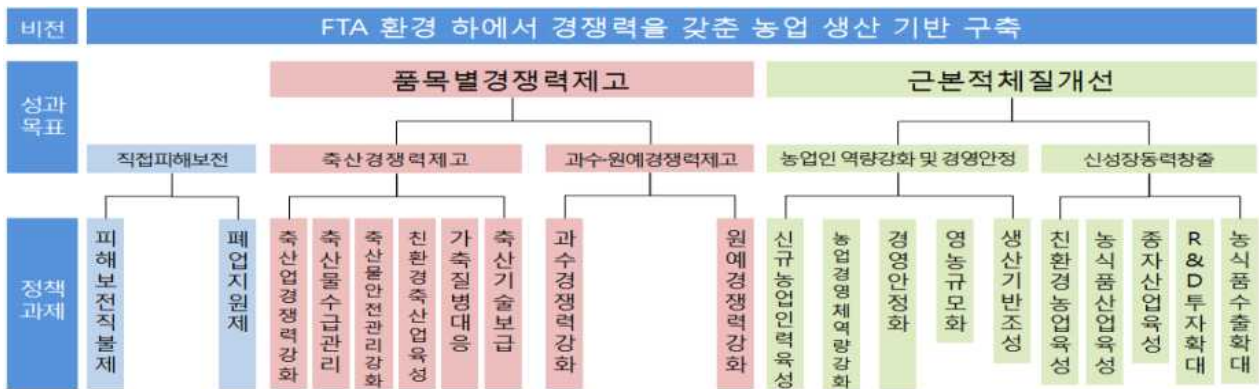 비전
FTA 환경 하에서 경쟁력을 갖춘 농업 생산 기반 구축
성과
목표
품목별경쟁력제고
근본적체질개선
직접피해보전
축산경쟁력제고
과수·원예경쟁력제고
농업인 역량강화 및 경영안정
신성장동력창출
정책
과제
피해보전직불제
폐업지원제
축산업경쟁력강화
축산물수급관리
축산물안전관리강화
친환경축산업육성
가축질병대응
축산기술보급
과수경쟁력강화
원예경쟁력강화
신규농업인력육성
농업경영체역량강화
경영안정화
영농규모화
생산기반조성
친환경농업육성
농식품산업육성
종자산업육성
R&D투자확대
농식품수출확대